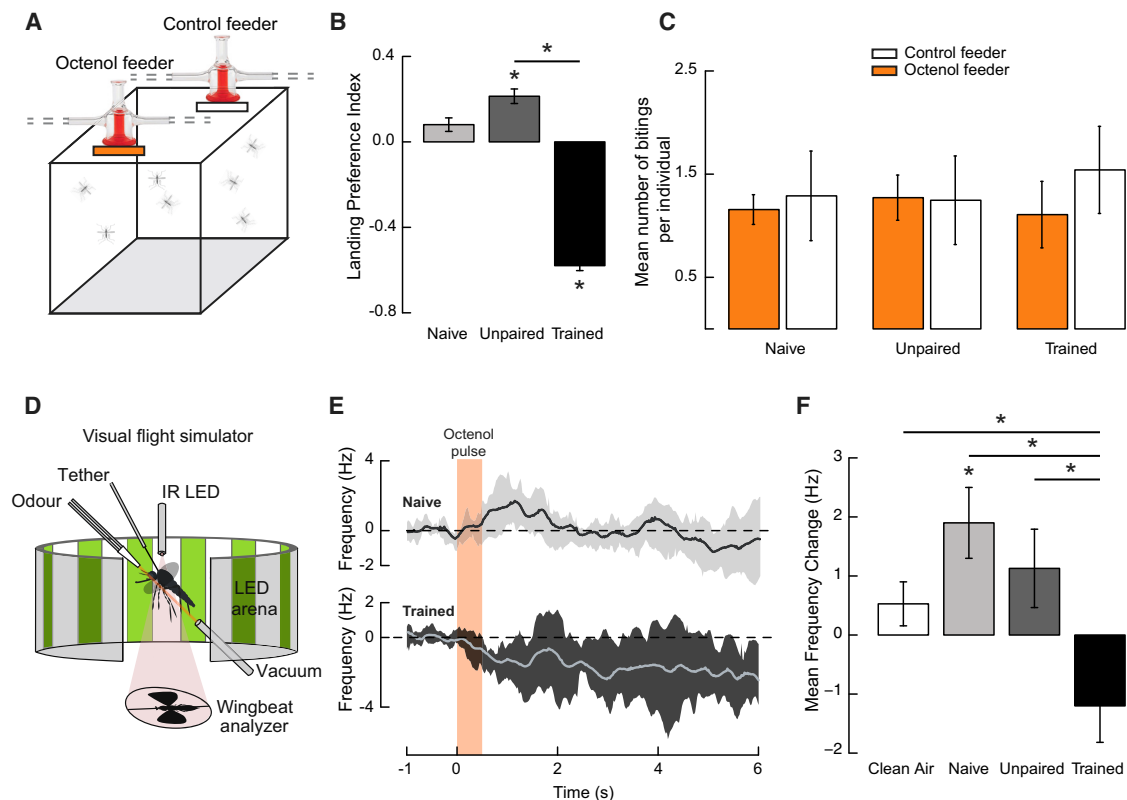 A
Control feeder
Octenol feeder
B
Landing Preference Index
0.4
0.0
-0.4
-0.8
*
*
*
Naive Unpaired Trained
C
Control feeder
Octenol feeder
Mean number of bitings
per individual
2.5
1.5
0.5
Naive Unpaired Trained
D
Visual flight simulator
Tether
IR LED
Odour
LED
arena
Vacuum
Wingbeat
analyzer
E
Octenol
pulse
Frequency (Hz)
4
0
-2
Naive
Frequency (Hz)
2
0
-4
Trained
-1 0 2 4 6
Time (s)
F
Mean Frequency Change (Hz)
3
2
1
0
−1
−2
*
*
*
*
Clean Air Naive Unpaired Trained